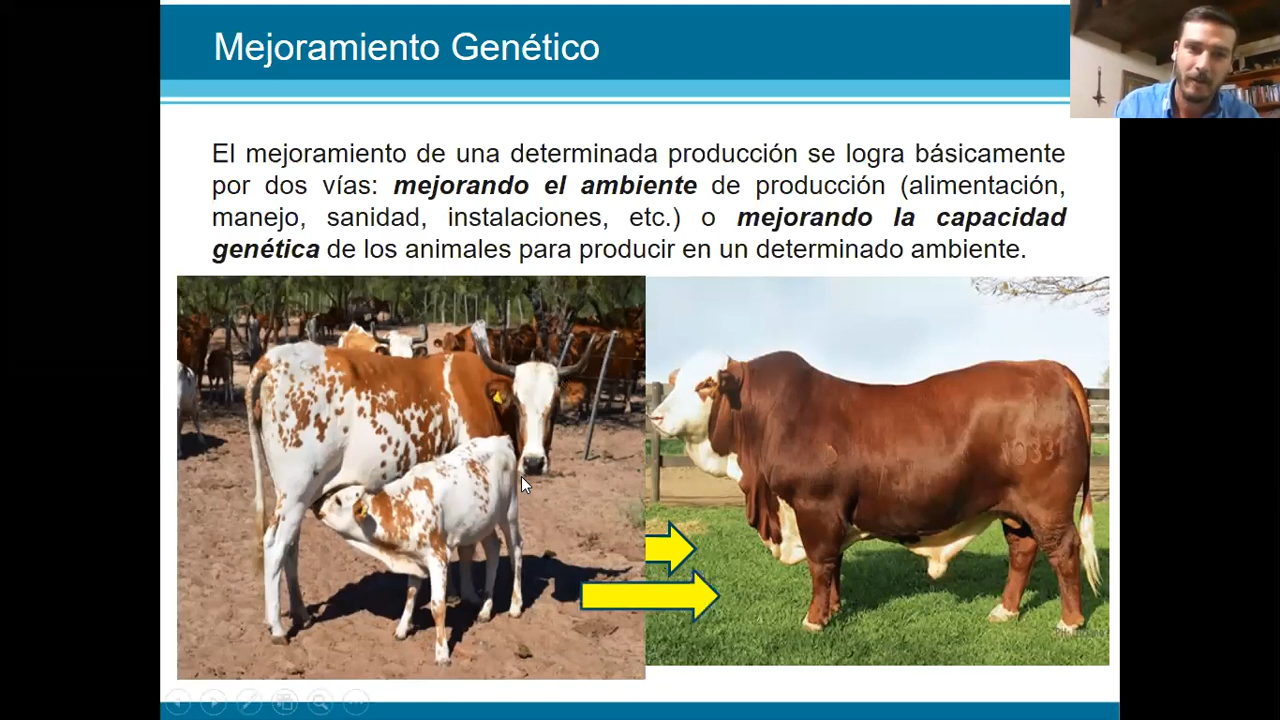 Mejoramiento Genético
El mejoramiento de una determinada producción se logra básicamente
por dos vías: mejorando el ambiente de producción (alimentación,
manejo, sanidad, instalaciones, etc.) o mejorando la capacidad
genética de los animales para producir en un determinado ambiente.